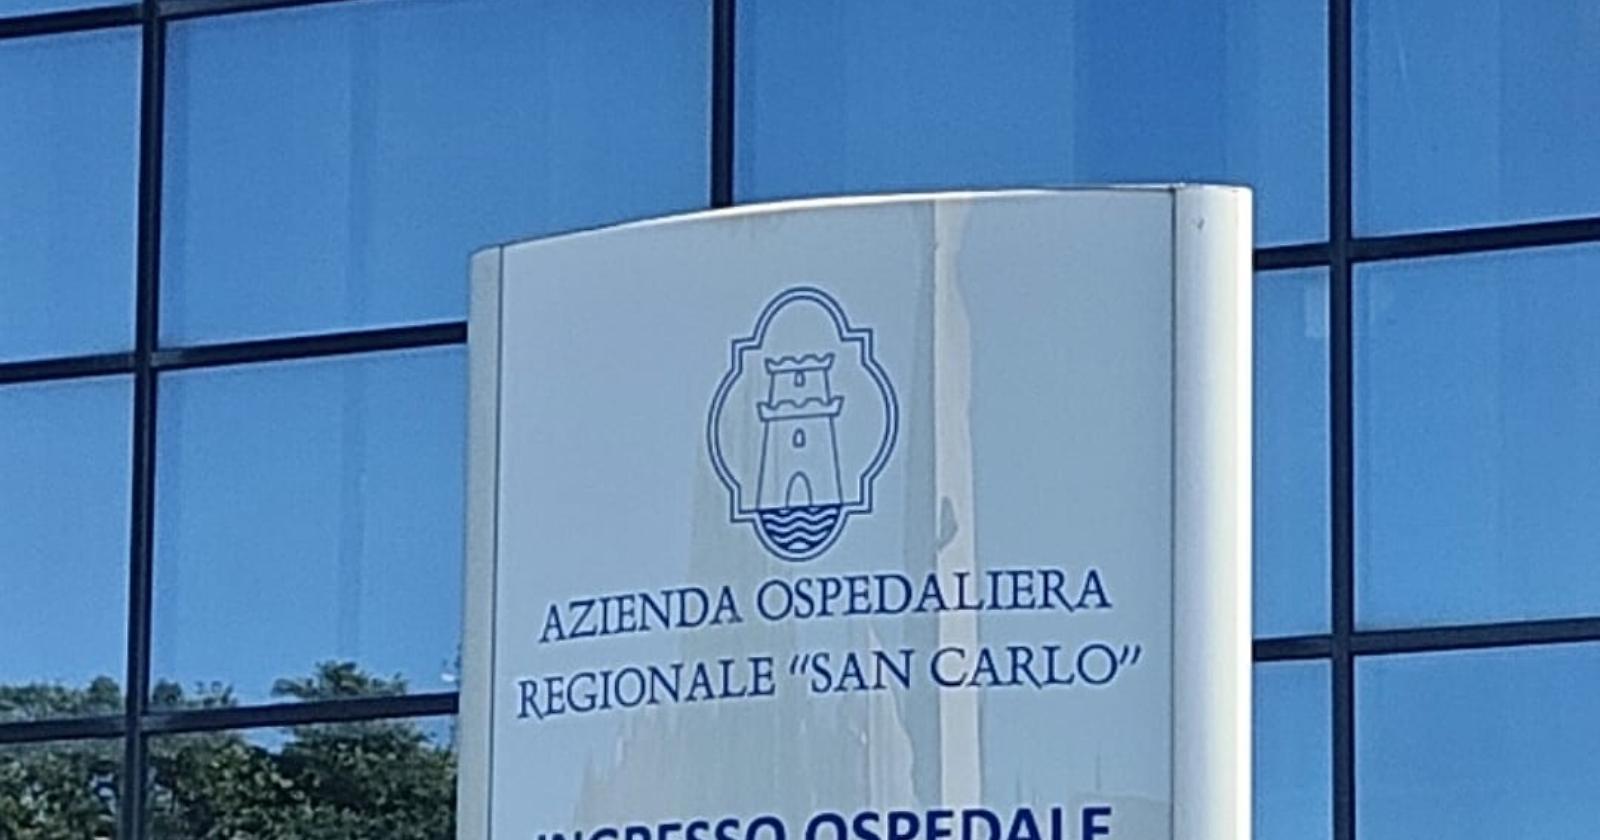 AZIENDA OSPEDALIERA
REGIONALE “SAN CARLO”
INGRESSO OSPEDALE